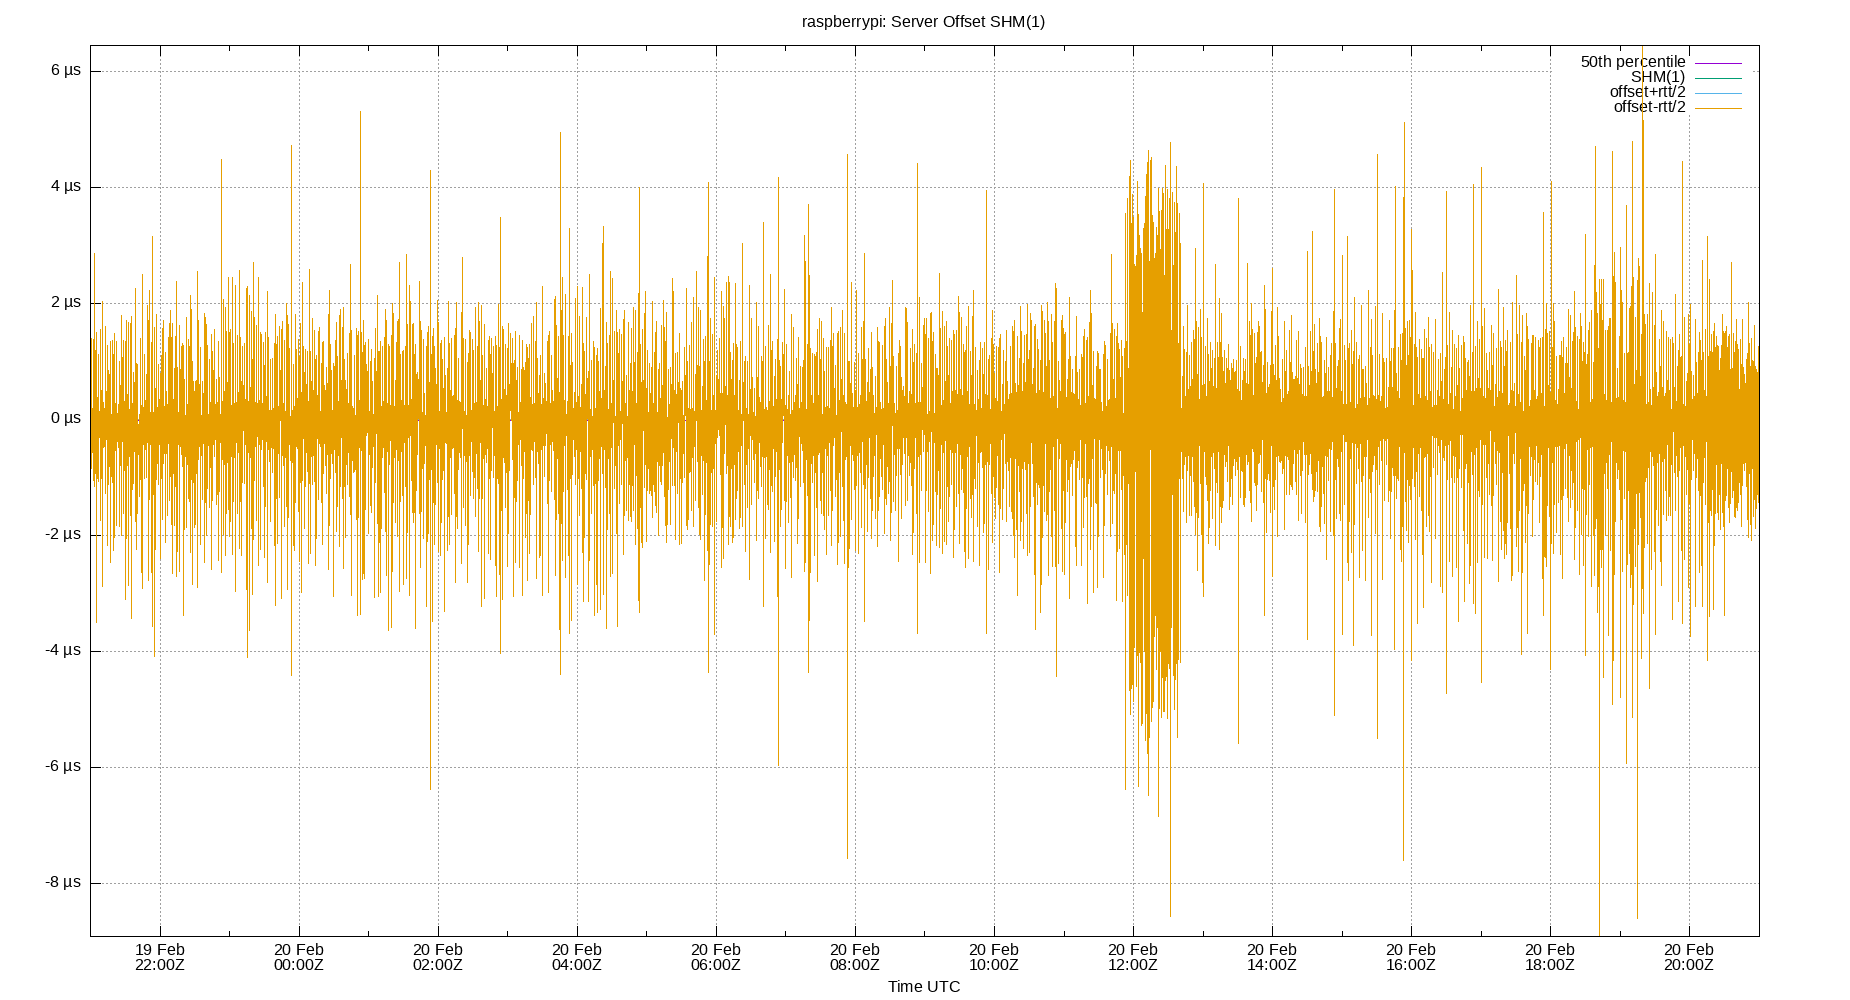 raspberrypi: Server Offset SHM(1)
6 µs
4 µs
2 µs
0 µs
-2 µs
-4 µs
-6 µs
-8 µs
50th percentile
SHM(1)
offset+rtt/2
offset-rtt/2
19 Feb 20 Feb 20 Feb 20 Feb 20 Feb 20 Feb 20 Feb 20 Feb 20 Feb 20 Feb 20 Feb 20 Feb
22:00Z 00:00Z 02:00Z 04:00Z 06:00Z 08:00Z 10:00Z 12:00Z 14:00Z 16:00Z 18:00Z 20:00Z
Time UTC